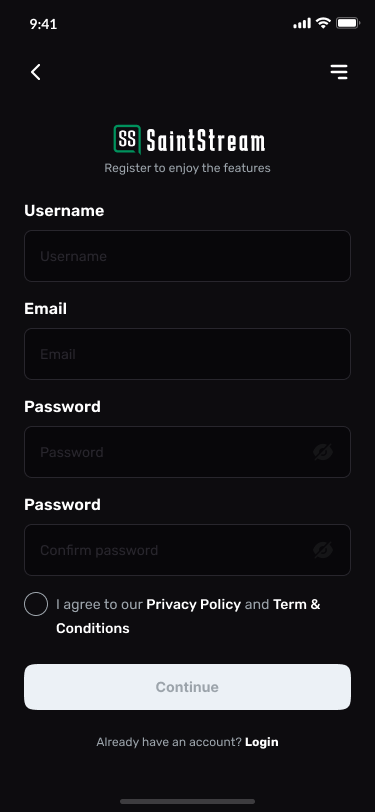 9:41
SS SaintStream
Register to enjoy the features
Username
Username
Email
Email
Password
Password
Password
Confirm password
I agree to our Privacy Policy and Term &
Conditions
Continue
Already have an account? Login